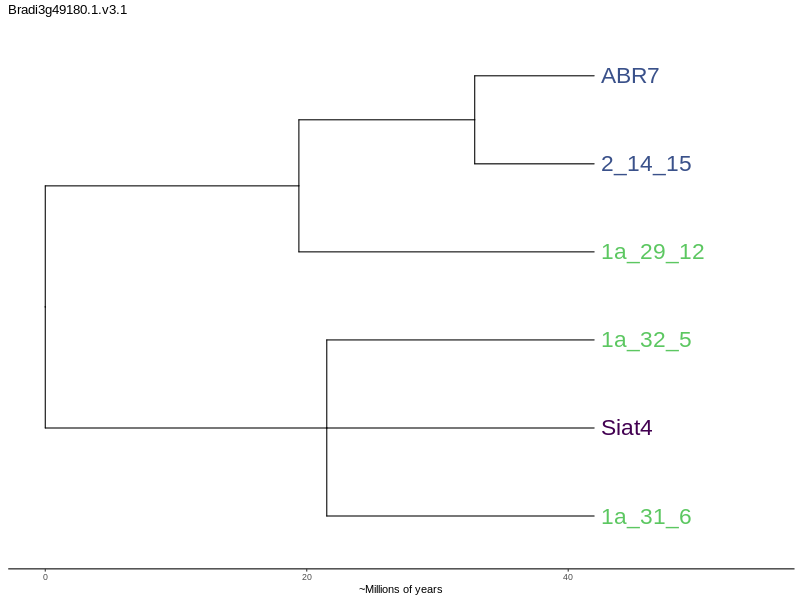 Bradi3g49180.1.v3.1
ABR7
2_14_15
1a_29_12
1a_32_5
Siat4
1a_31_6
0 20 40
~Millions of years